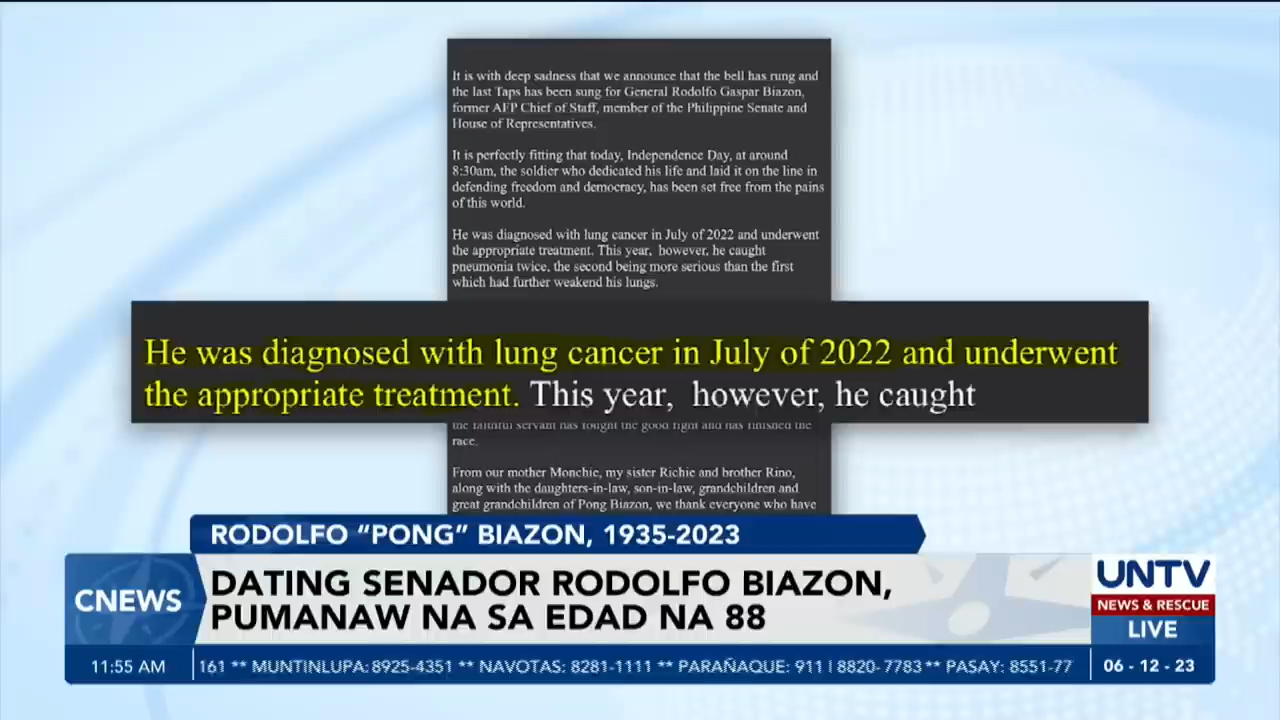 It is with deep sadness that we announce that the bell has rung and
the last Taps has been sung for General Rodolfo Gaspar Biazon,
former AFP Chief of Staff, member of the Philippine Senate and
House of Representatives.
It is perfectly fitting that today, Independence Day, at around
8:30am, the soldier who dedicated his life and laid it on the line in
defending freedom and democracy, has been set free from the pains
of this world.
He was diagnosed with lung cancer in July of 2022 and underwent
the appropriate treatment. This year, however, he caught
pneumonia twice, the second being more serious than the first
which had further weakend his lungs.
He was diagnosed with lung cancer in July of 2022 and underwent
the appropriate treatment. This year, however, he caught
the faithful servant has fought the good fight and has finished the
race.
From our mother Monchie, my sister Richie and brother Rino,
along with the daughters-in-law, son-in-law, grandchildren and
great grandchildren of Pong Biazon, we thank everyone who have
RODOLFO “PONG” BIAZON, 1935-2023
CNEWS
DATING SENADOR RODOLFO BIAZON,
PUMANAW NA SA EDAD NA 88
UNTV
NEWS & RESCUE
LIVE
11:55 AM
161 ** MUNTINLUPA: 8925-4351 ** NAVOTAS: 8281-1111 ** PARAÑAQUE: 911 | 8820-7783 ** PASAY: 8551-77
06 - 12 - 23